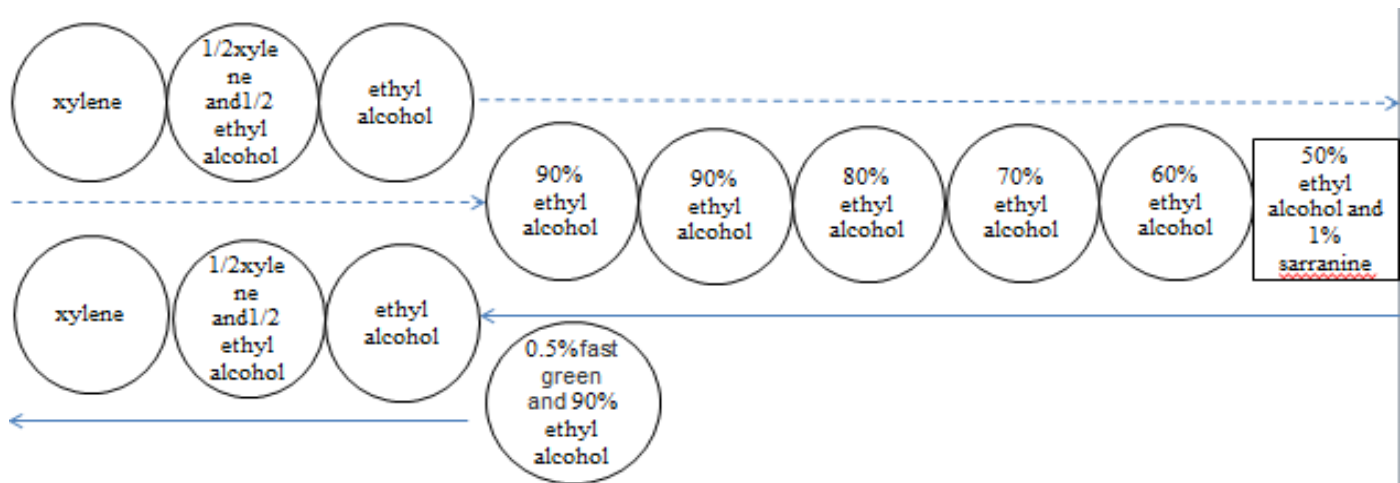 xylene
1/2xyle
ne
and1/2
ethyl
alcohol
ethyl
alcohol
90%
ethyl
alcohol
90%
ethyl
alcohol
80%
ethyl
alcohol
70%
ethyl
alcohol
60%
ethyl
alcohol
50%
ethyl
alcohol and
1%
sarranine
xylene
1/2xyle
ne
and1/2
ethyl
alcohol
ethyl
alcohol
0.5%fast
green
and 90%
ethyl
alcohol